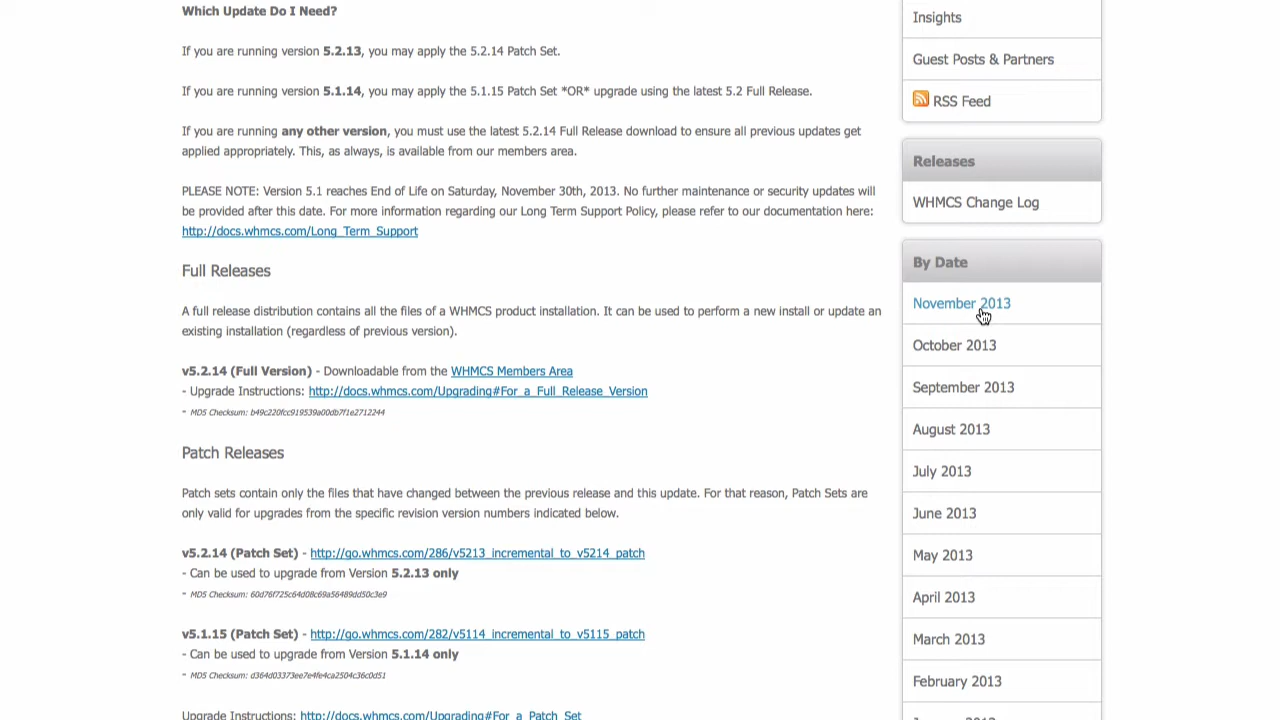 Which Update Do I Need?
If you are running version 5.2.13, you may apply the 5.2.14 Patch Set.
If you are running version 5.1.14, you may apply the 5.1.15 Patch Set *OR* upgrade using the latest 5.2 Full Release.
If you are running any other version, you must use the latest 5.2.14 Full Release download to ensure all previous updates get
applied appropriately. This, as always, is available from our members area.
PLEASE NOTE: Version 5.1 reaches End of Life on Saturday, November 30th, 2013. No further maintenance or security updates will
be provided after this date. For more information regarding our Long Term Support Policy, please refer to our documentation here:
http://docs.whmcs.com/Long_Term_Support
Full Releases
A full release distribution contains all the files of a WHMCS product installation. It can be used to perform a new install or update an
existing installation (regardless of previous version).
v5.2.14 (Full Version) - Downloadable from the WHMCS Members Area
- Upgrade Instructions: http://docs.whmcs.com/Upgrading#For_a_Full_Release_Version
- MD5 Checksum: b49c220fcc919539a00db7f1e2712244
Patch Releases
Patch sets contain only the files that have changed between the previous release and this update. For that reason, Patch Sets are
only valid for upgrades from the specific revision version numbers indicated below.
v5.2.14 (Patch Set) - http://go.whmcs.com/286/v5213_incremental_to_v5214_patch
- Can be used to upgrade from Version 5.2.13 only
- MD5 Checksum: 60d76f725c64d08c69a56489dd50c3e9
v5.1.15 (Patch Set) - http://go.whmcs.com/282/v5114_incremental_to_v5115_patch
- Can be used to upgrade from Version 5.1.14 only
- MD5 Checksum: d364d03373ee7e4fe4ca2504c36c0d51
Upgrade Instructions: http://docs.whmcs.com/Upgrading#For_a_Patch_Set
Insights
Guest Posts & Partners
RSS Feed
Releases
WHMCS Change Log
By Date
November 2013
October 2013
September 2013
August 2013
July 2013
June 2013
May 2013
April 2013
March 2013
February 2013